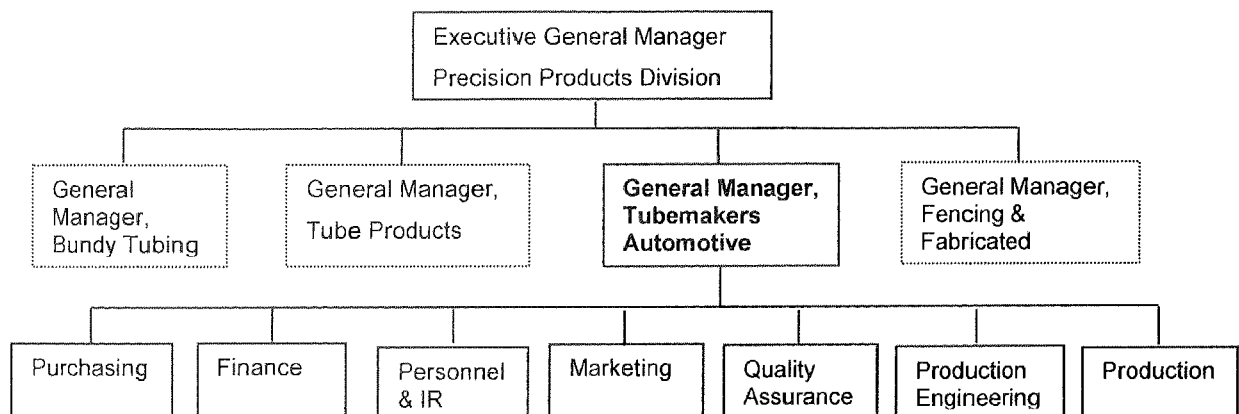 Executive General Manager
Precision Products Division
General
Manager,
Bundy Tubing
General Manager,
Tube Products
General Manager,
Tubemakers
Automotive
General Manager,
Fencing &
Fabricated
Purchasing
Finance
Personnel
& IR
Marketing
Quality
Assurance
Production
Engineering
Production